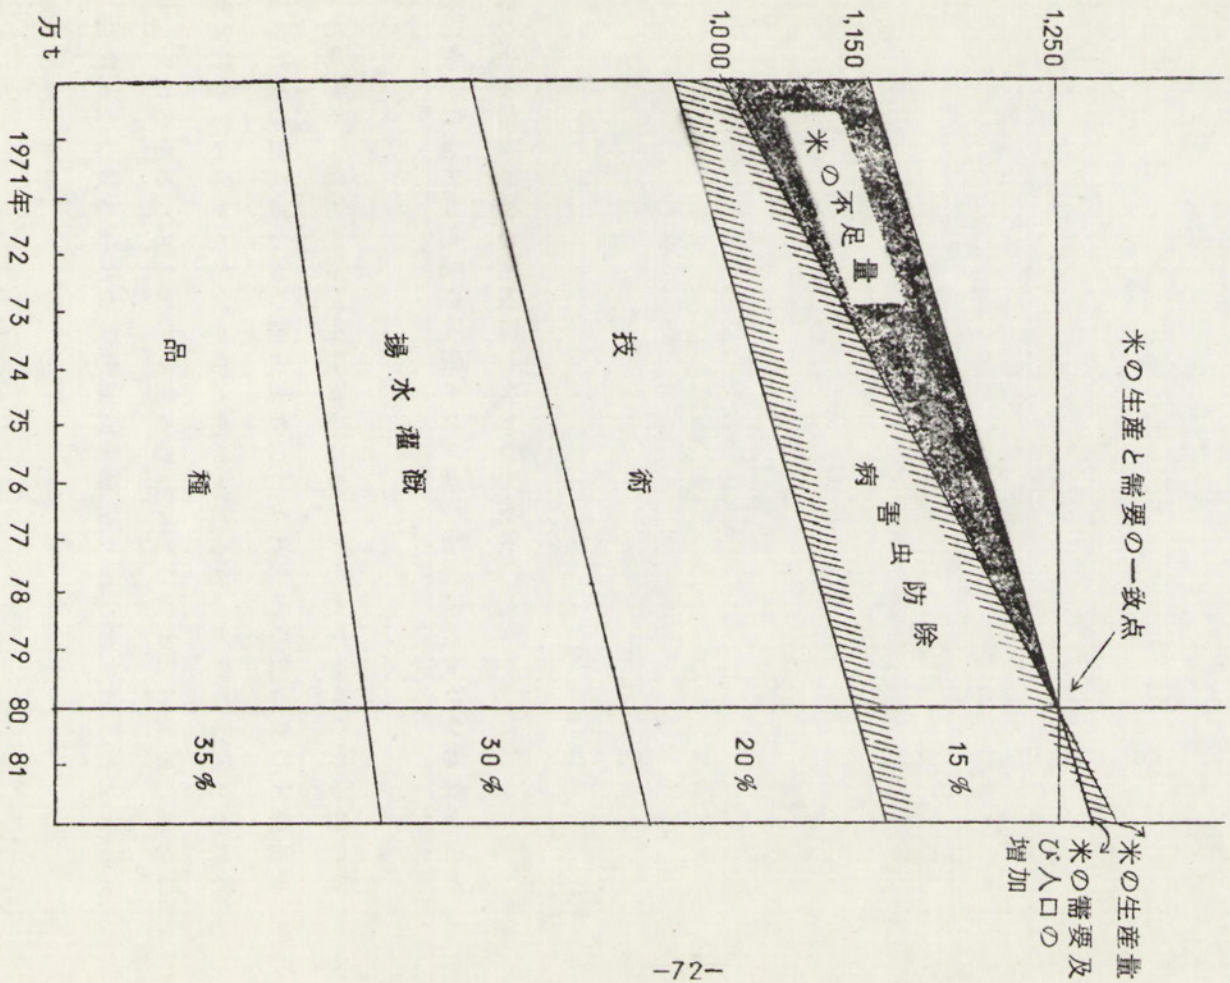 万t
1,000
1,150
1,250
1971年
72
73
74
75
76
77
78
79
80
81
米の生産と需要の一致点
米の不足量
病害虫防除
技術
揚水灌漑
品種
35%
30%
20%
15%
米の生産量
米の需要及
び人口の
増加
-72-